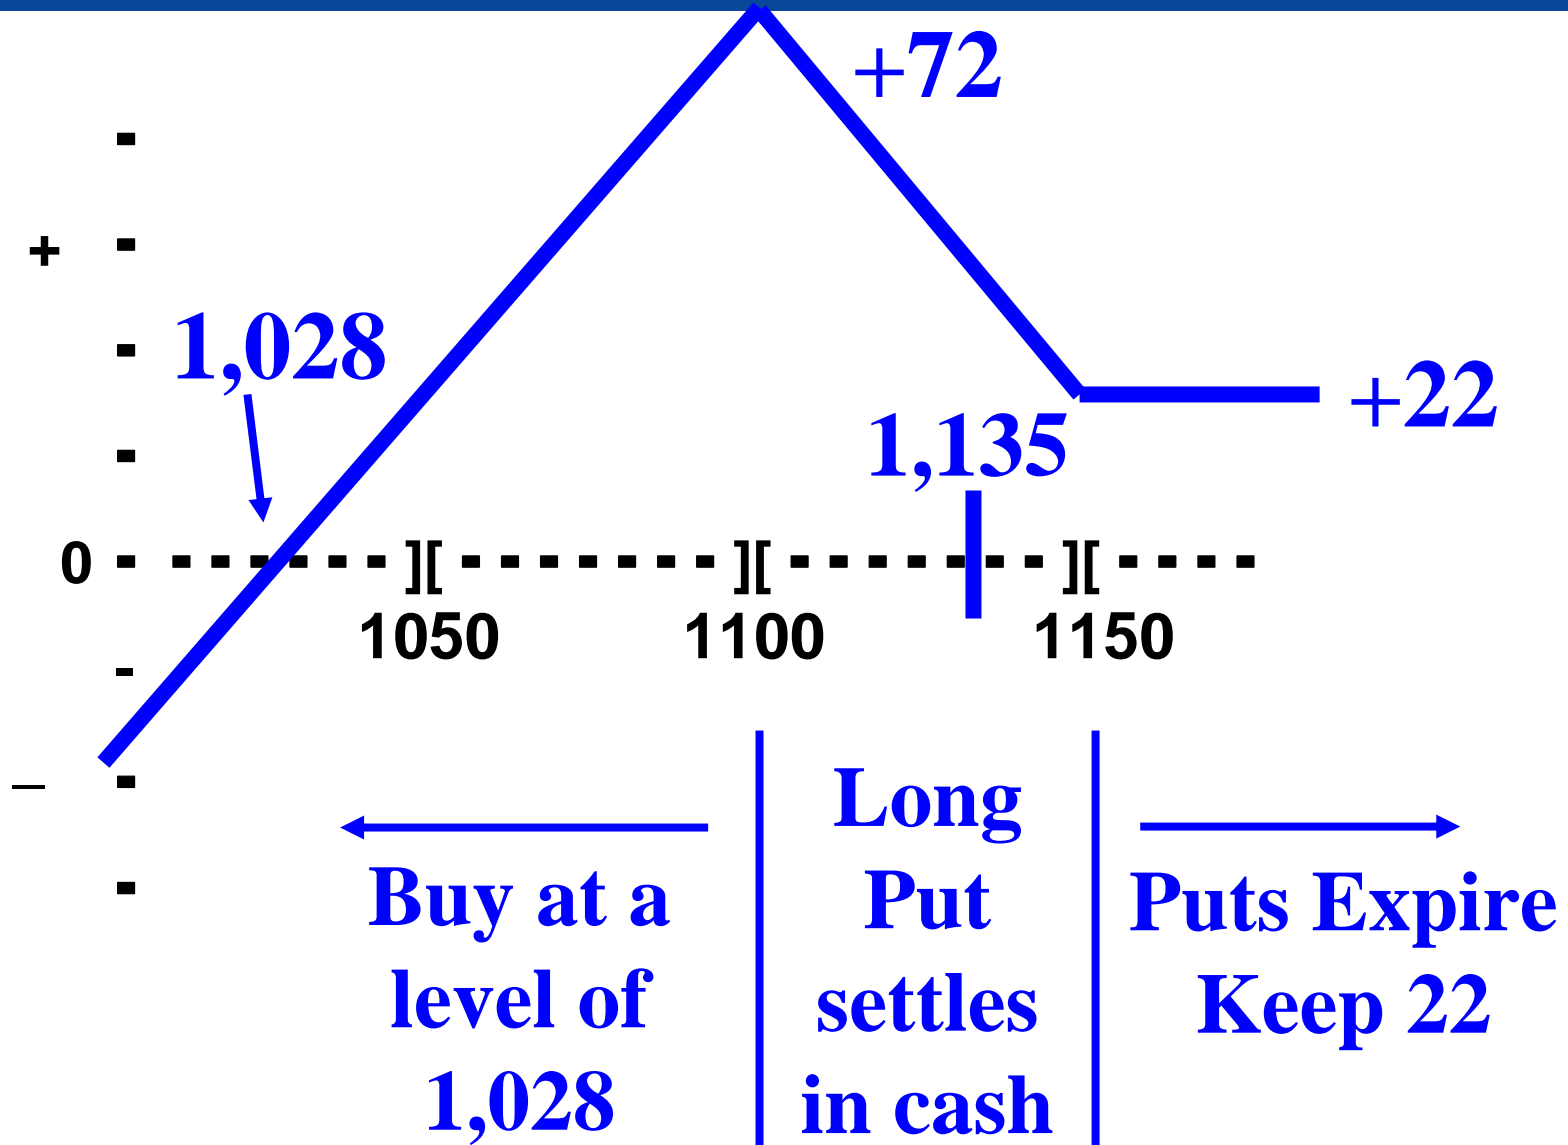 +72
+
1,028
+22
1,135
0 - - - - - - - ][ - - - - - - - ][ - - - - - - - ][ - - - -
1050 1100 1150
–
Buy at a
level of
1,028
Long
Put
settles
in cash
Puts Expire
Keep 22